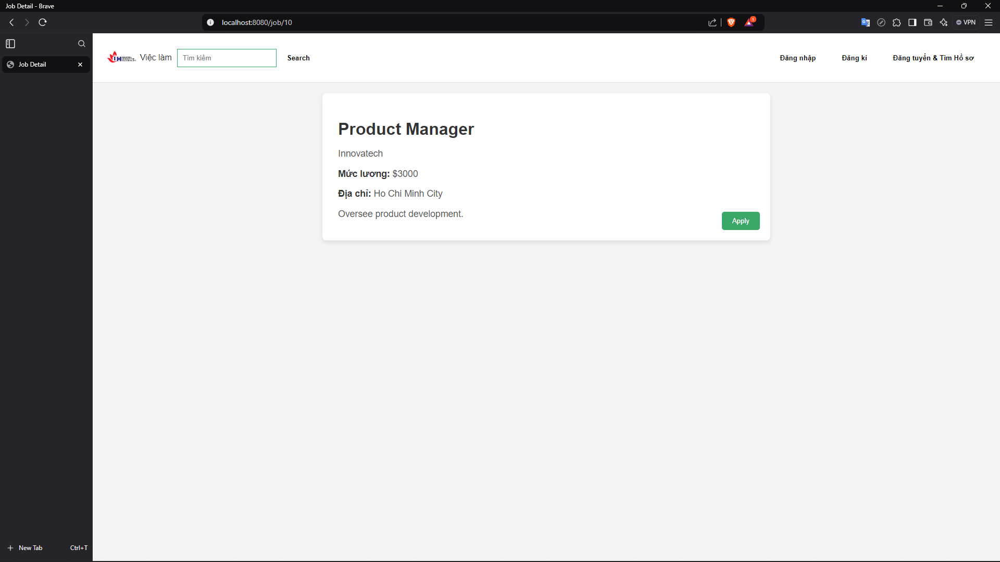 Job Detail - Brave
localhost:8080/job/10
1
VPN
Job Detail
Việc làm
Tìm kiếm
Search
Đăng nhập
Đăng kí
Đăng tuyển & Tìm Hồ sơ
Product Manager
Innovatech
Mức lương: $3000
Địa chỉ: Ho Chi Minh City
Oversee product development.
Apply
New Tab
Ctrl+T